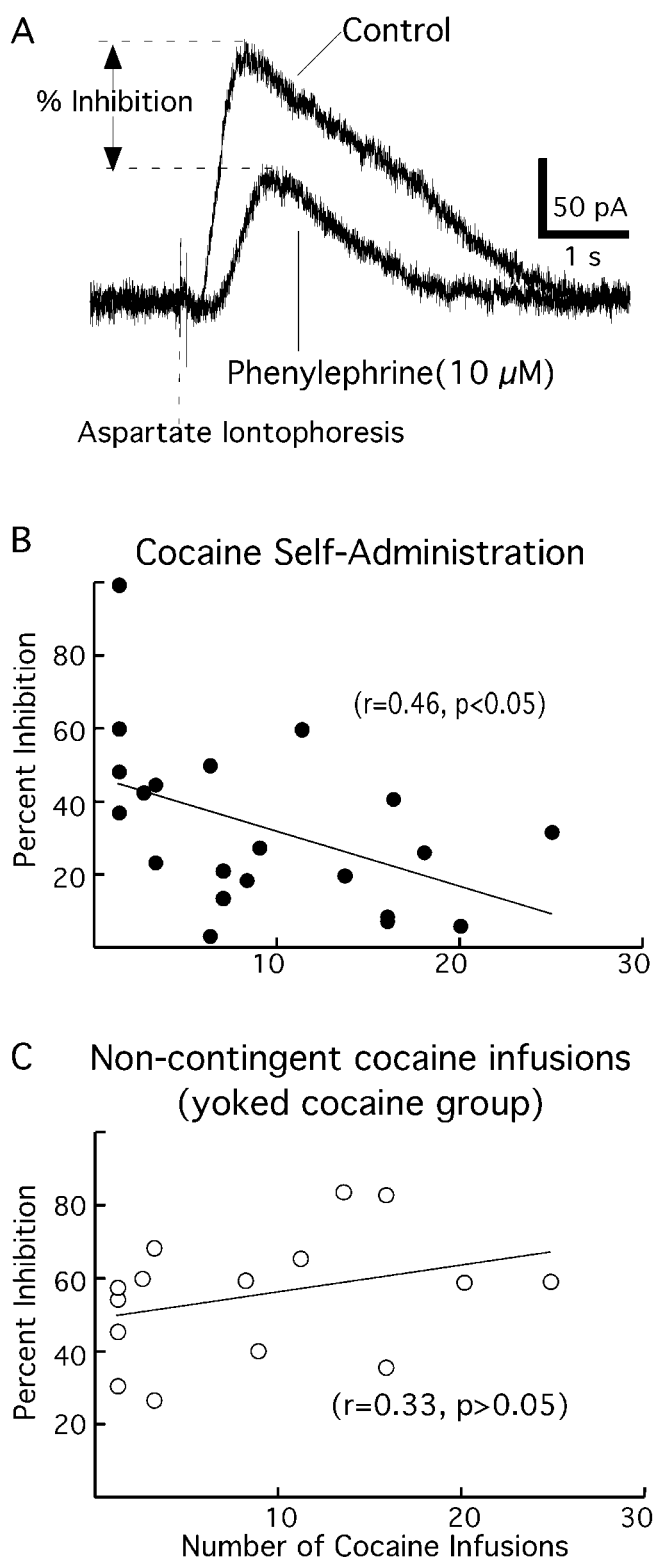 A
Control
% Inhibition
50 pA
1 s
Phenylephrine(10 µM)
Aspartate Iontophoresis
B
Cocaine Self-Administration
Percent Inhibition
80
60
40
20
(r=0.46, p<0.05)
10
20
30
C
Non-contingent cocaine infusions
(yoked cocaine group)
Percent Inhibition
80
60
40
20
(r=0.33, p>0.05)
10
20
30
Number of Cocaine Infusions